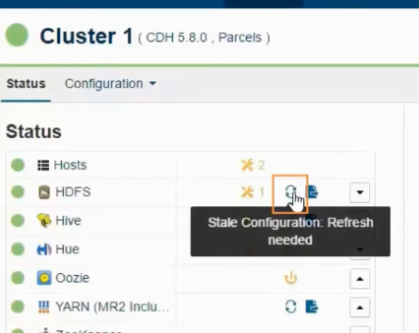 Cluster 1 ( CDH 5.8.0 , Parcels )
Status Configuration
Status
Hosts 2
HDFS 1
Hive
Stale Configuration: Refresh
needed
Hue
Oozie
YARN (MR2 Inclu...
ZooKeeper